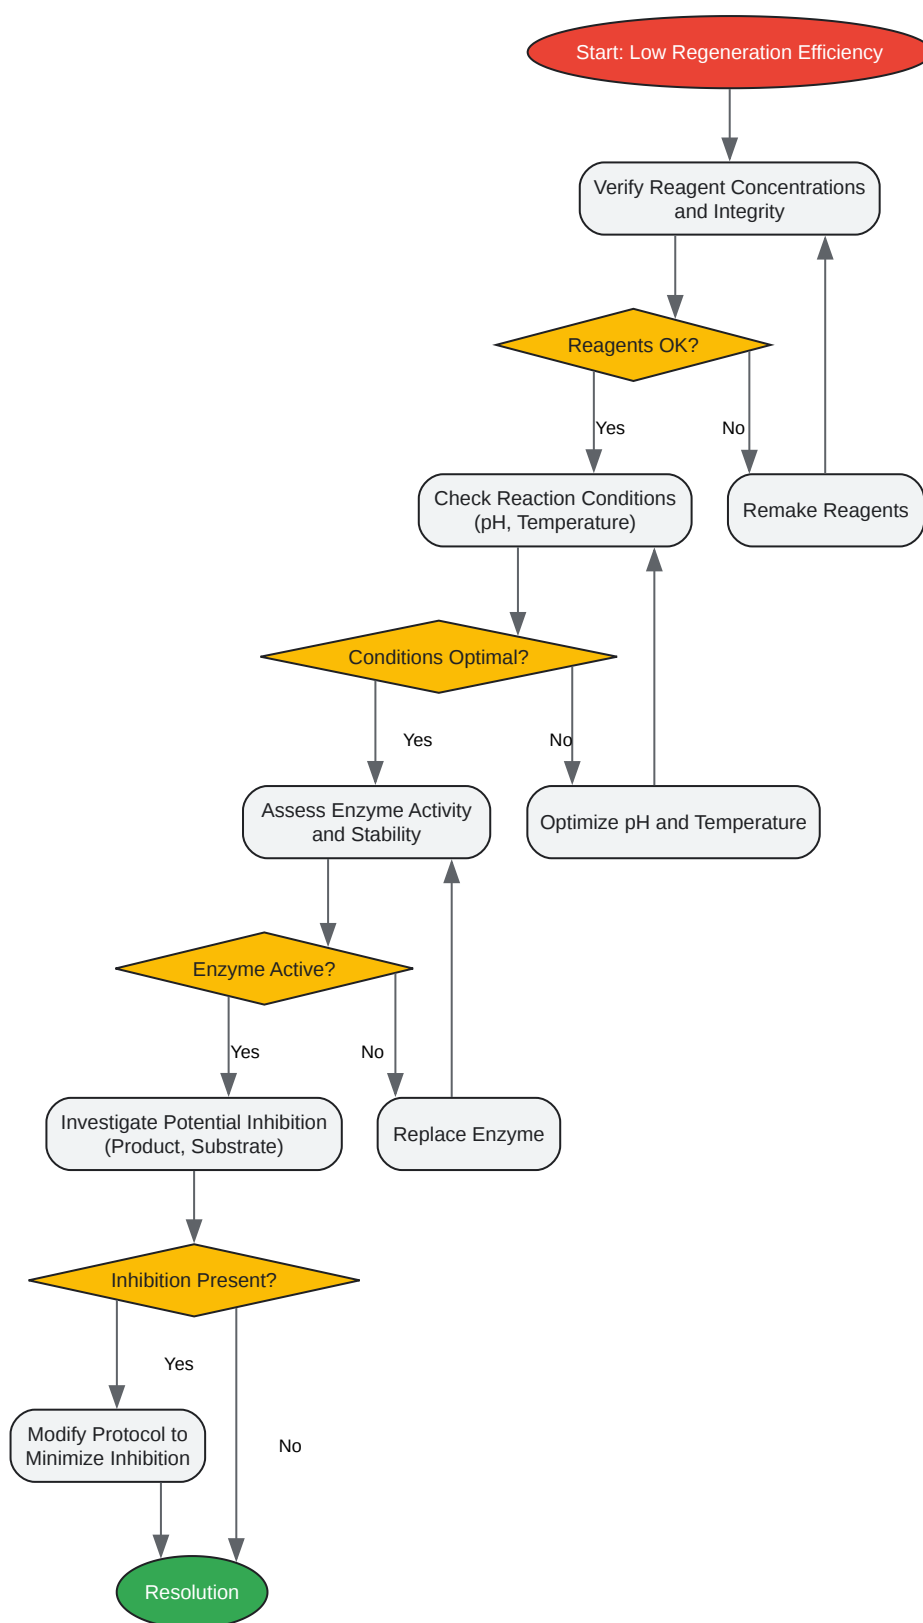 Start: Low Regeneration Efficiency
Verify Reagent Concentrations
and Integrity
Reagents OK?
Yes
No
Check Reaction Conditions
(pH, Temperature)
Remake Reagents
Conditions Optimal?
Yes
No
Assess Enzyme Activity
and Stability
Optimize pH and Temperature
Enzyme Active?
Yes
No
Investigate Potential Inhibition
(Product, Substrate)
Replace Enzyme
Inhibition Present?
Yes
Modify Protocol to
Minimize Inhibition
No
Resolution